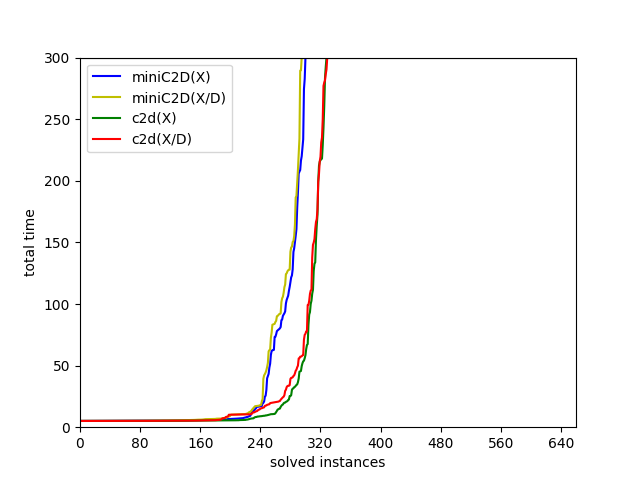 300
250
200
150
100
50
0
total time
miniC2D(X)
miniC2D(X/D)
c2d(X)
c2d(X/D)
0 80 160 240 320 400 480 560 640
solved instances